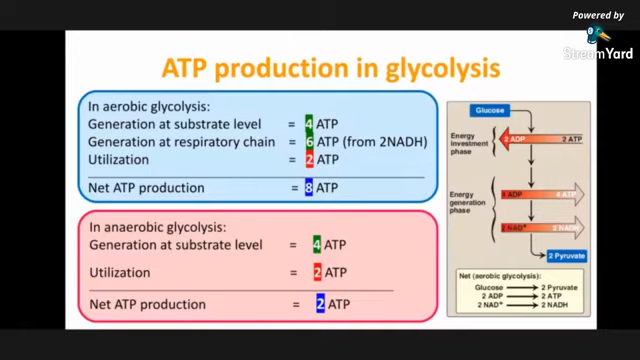 Powered by
StreamYard
ATP production in glycolysis
In aerobic glycolysis:
Generation at substrate level = 4 ATP
Generation at respiratory chain = 6 ATP (from 2NADH)
Utilization = 2 ATP
Net ATP production = 8 ATP
In anaerobic glycolysis:
Generation at substrate level = 4 ATP
Utilization = 2 ATP
Net ATP production = 2 ATP
Glucose
Energy investment phase
2 ADP 2 ATP
Energy generation phase
4 ADP 4 ATP
2 NAD+ 2 NADH
2 Pyruvate
Net (aerobic glycolysis):
Glucose → 2 Pyruvate
2 ADP → 2 ATP
2 NAD+ → 2 NADH